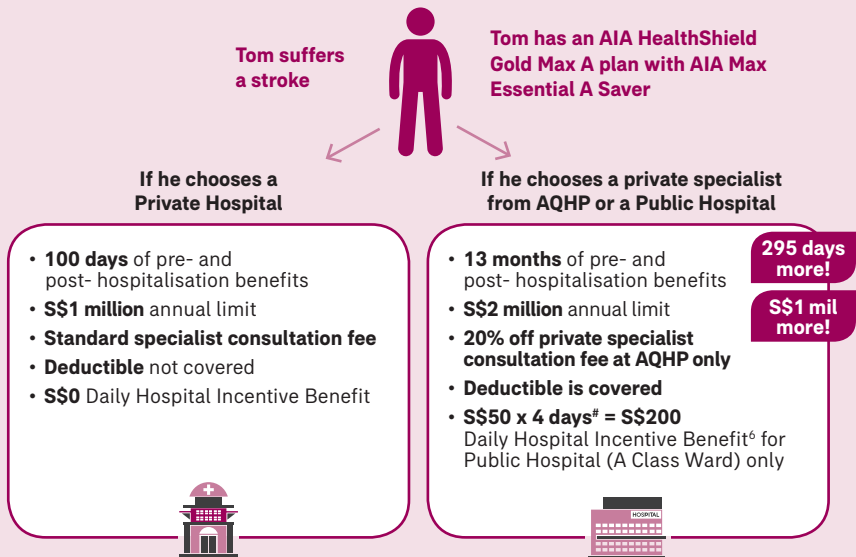 Tom suffers
a stroke
Tom has an AIA HealthShield
Gold Max A plan with AIA Max
Essential A Saver
If he chooses a
Private Hospital
• 100 days of pre- and
post- hospitalisation benefits
• S$1 million annual limit
• Standard specialist consultation fee
• Deductible not covered
• S$0 Daily Hospital Incentive Benefit
If he chooses a private specialist
from AQHP or a Public Hospital
• 13 months of pre- and
post- hospitalisation benefits
295 days
more!
• S$2 million annual limit
S$1 mil
more!
• 20% off private specialist
consultation fee at AQHP only
• Deductible is covered
• S$50 x 4 days# = S$200
Daily Hospital Incentive Benefit⁶ for
Public Hospital (A Class Ward) only
HOSPITAL